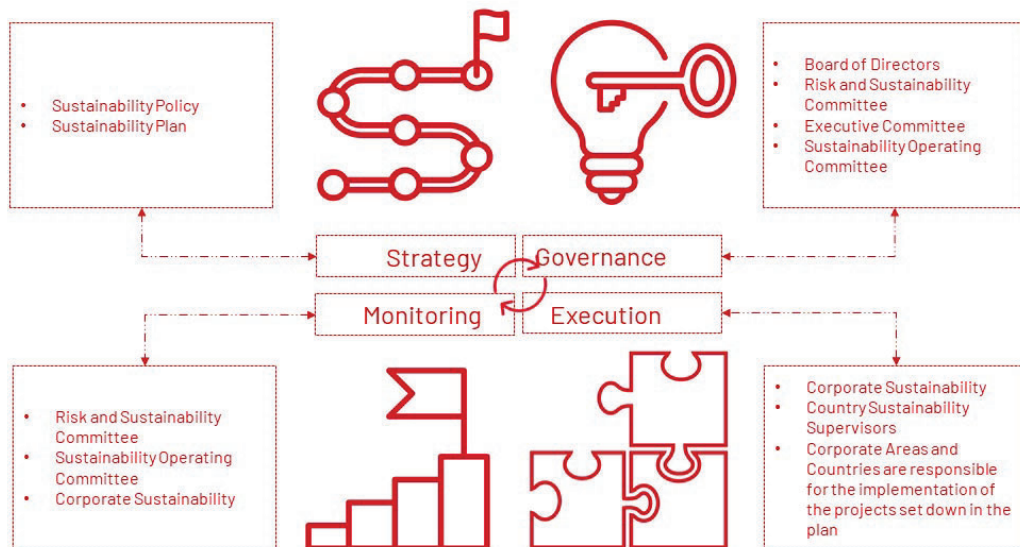 • Sustainability Policy
• Sustainability Plan
• Board of Directors
• Risk and Sustainability
Committee
• Executive Committee
• Sustainability Operating
Committee
Strategy
Governance
Monitoring
Execution
• Risk and Sustainability
Committee
• Sustainability Operating
Committee
• Corporate Sustainability
• Corporate Sustainability
• Country Sustainability
Supervisors
• Corporate Areas and
Countries are responsible
for the implementation of
the projects set down in the
plan